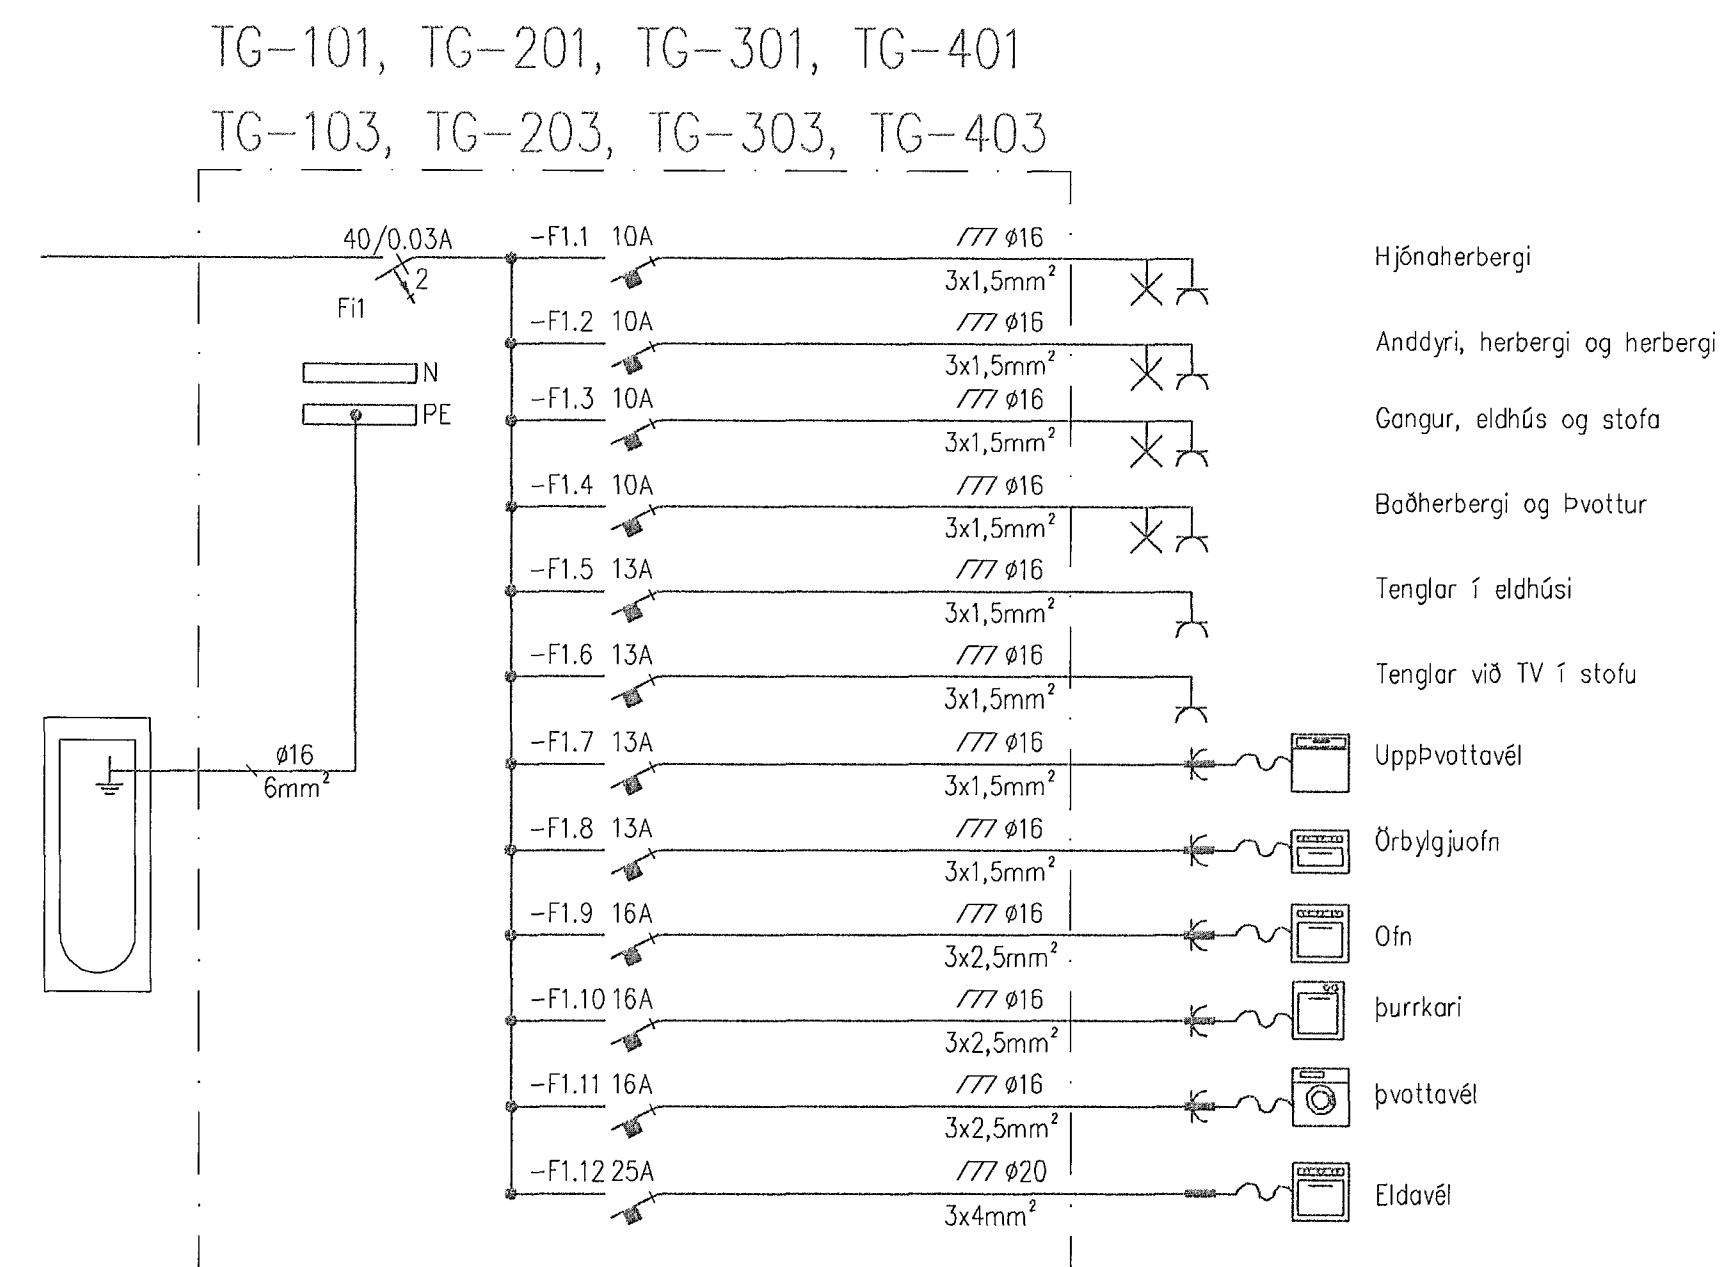 TG-101, TG-201, TG-301, TG-401
TG-103, TG-203, TG-303, TG-403
40/0.03A
2
Fi1
N
PE
ø16
6mm²
-F1.1 10A ø16
3x1,5mm²
Hjónaherbergi
-F1.2 10A ø16
3x1,5mm²
Anddyri, herbergi og herbergi
-F1.3 10A ø16
3x1,5mm²
Gangur, eldhús og stofa
-F1.4 10A ø16
3x1,5mm²
Baðherbergi og Þvottur
-F1.5 13A ø16
3x1,5mm²
Tenglar í eldhúsi
-F1.6 13A ø16
3x1,5mm²
Tenglar við TV í stofu
-F1.7 13A ø16
3x1,5mm²
UppÞvottavél
-F1.8 13A ø16
3x1,5mm²
Örbylgjuofn
-F1.9 16A ø16
3x2,5mm²
Ofn
-F1.10 16A ø16
3x2,5mm²
þurrkari
-F1.11 16A ø16
3x2,5mm²
þvottavél
-F1.12 25A ø20
3x4mm²
Eldavél